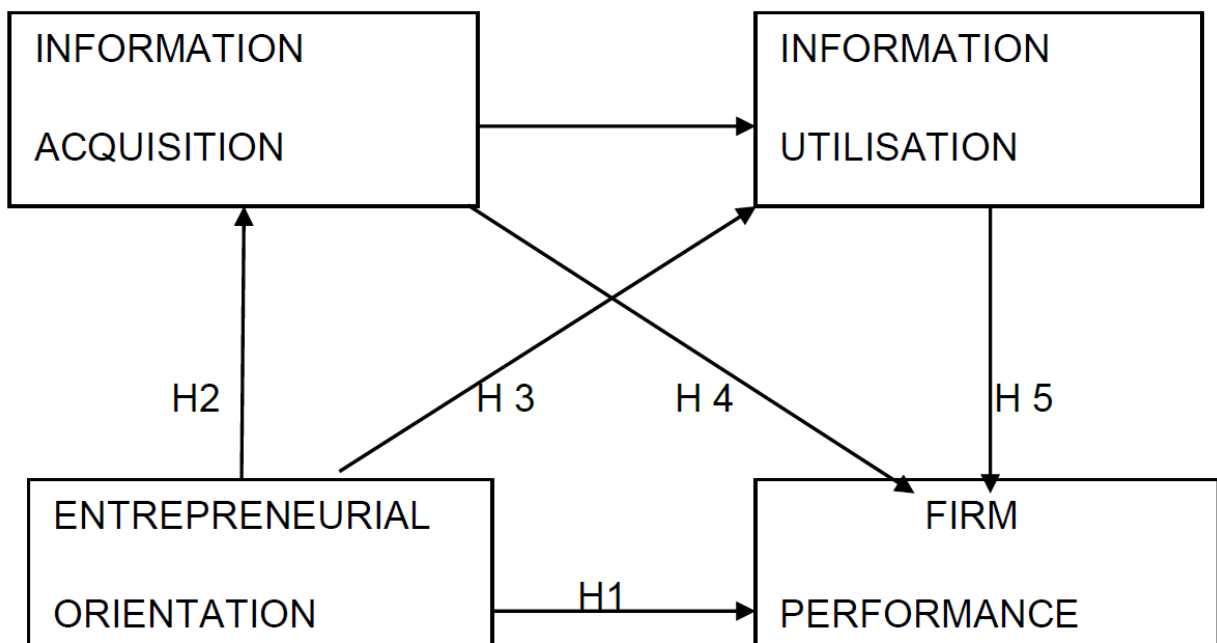 INFORMATION
ACQUISITION
INFORMATION
UTILISATION
H2
H 3
H 4
H 5
ENTREPRENEURIAL
ORIENTATION
H1
FIRM
PERFORMANCE